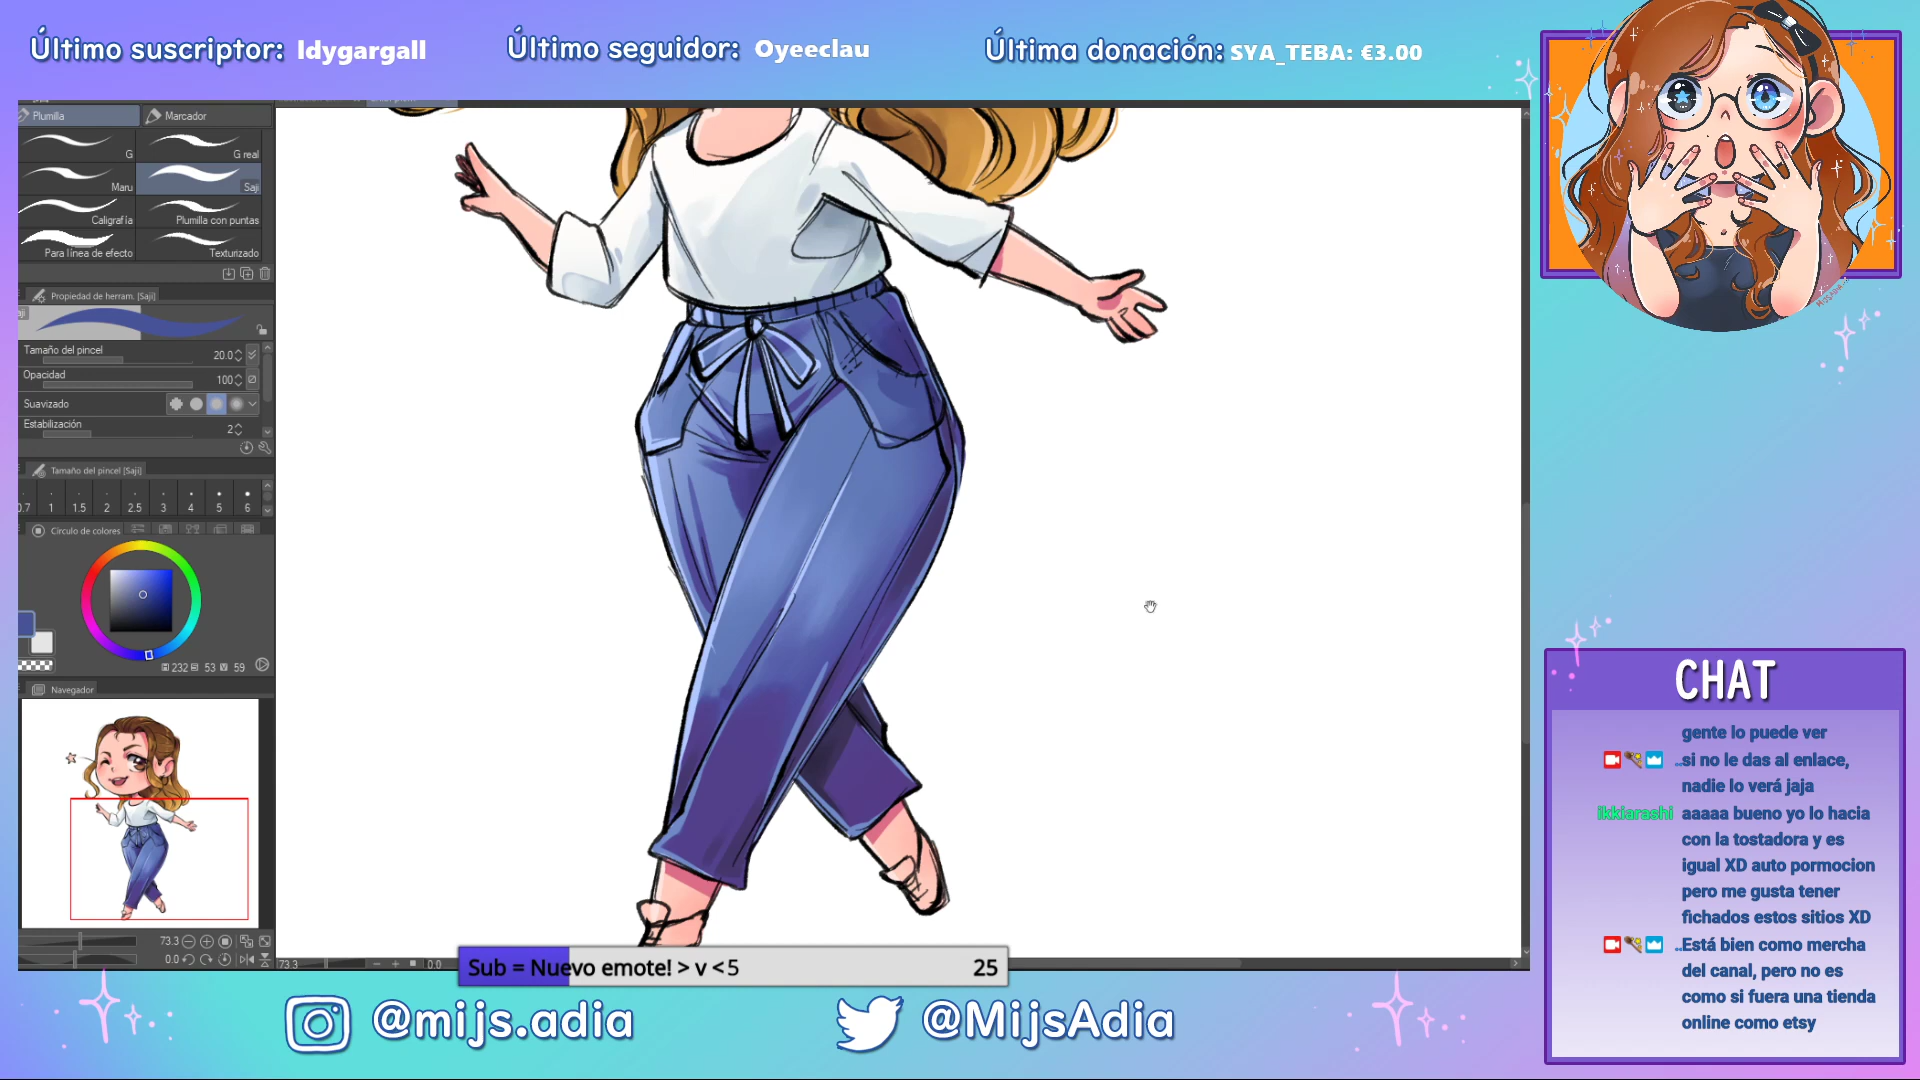 Último suscriptor: ldygargall
Último seguidor: Oyeeclau
Última donación: SYA_TEBA: €3.00
Plumilla
Marcador
G
G real
Maru
Saji
Caligrafía
Plumilla con puntas
Para línea de efecto
Texturizado
Propiedad de herram. [Saji]
Tamaño del pincel
20.0
Opacidad
100
Suavizado
Estabilización
2
Tamaño del pincel [Saji]
0.7 1 1.5 2 2.5 3 4 5 6
Círculo de colores
232 53 59
Navegador
73.3
0.0
73.3
0.0
Sub = Nuevo emote! > v < 5
25
@mijs.adia
@MijsAdia
CHAT
gente lo puede ver
..si no le das al enlace,
nadie lo verá jaja
ikkiarashi aaaaa bueno yo lo hacia
con la tostadora y es
igual XD auto pormocion
pero me gusta tener
fichados estos sitios XD
..Está bien como mercha
del canal, pero no es
como si fuera una tienda
online como etsy